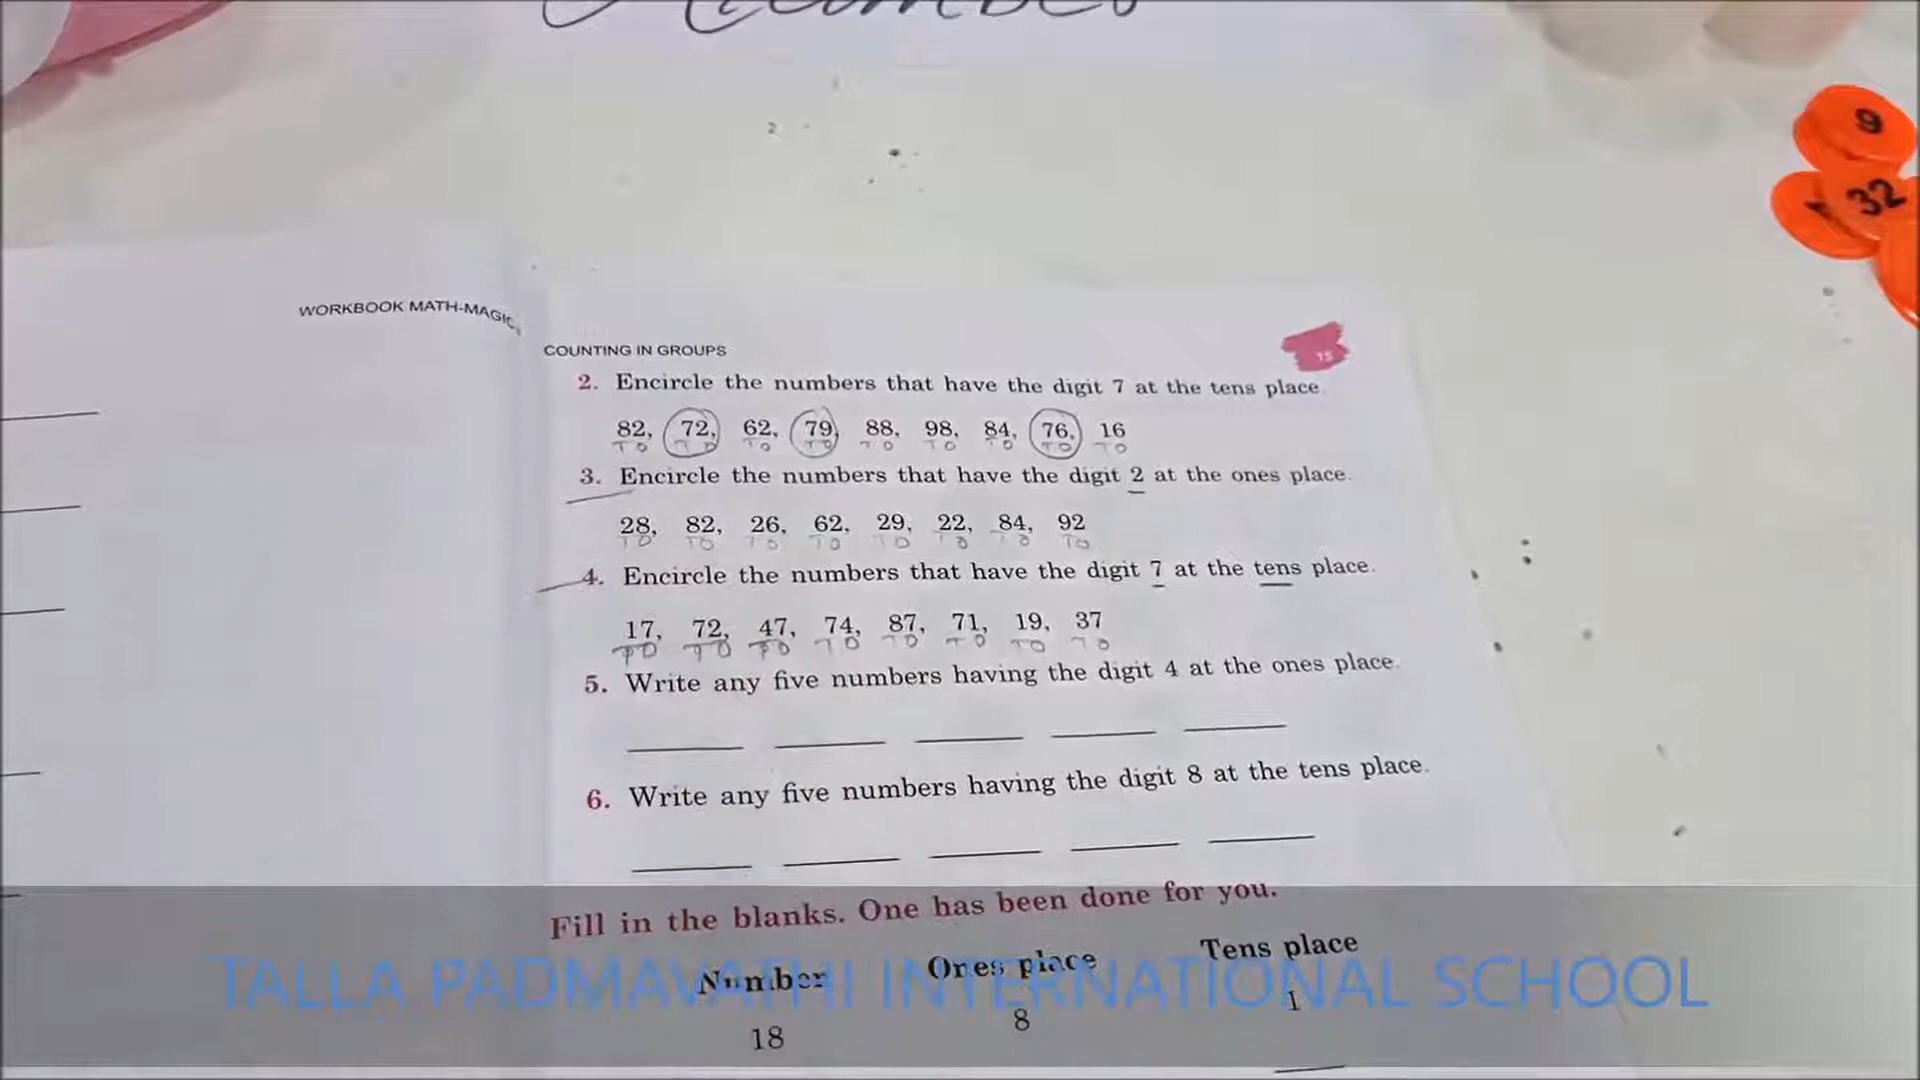 9
32
WORKBOOK MATH-MAGIC
COUNTING IN GROUPS
15
2. Encircle the numbers that have the digit 7 at the tens place.
82, 72, 62, 79, 88, 98, 84, 76, 16
T O T O T O T O T O T O T O T O T O
3. Encircle the numbers that have the digit 2 at the ones place.
28, 82, 26, 62, 29, 22, 84, 92
T O T O T O T O T O T O T O T O
4. Encircle the numbers that have the digit 7 at the tens place.
17, 72, 47, 74, 87, 71, 19, 37
T O T O T O T O T O T O T O T O
5. Write any five numbers having the digit 4 at the ones place.
6. Write any five numbers having the digit 8 at the tens place.
Fill in the blanks. One has been done for you.
Number Ones place Tens place
18 8 1
TALLA PADMAVATHI INTERNATIONAL SCHOOL